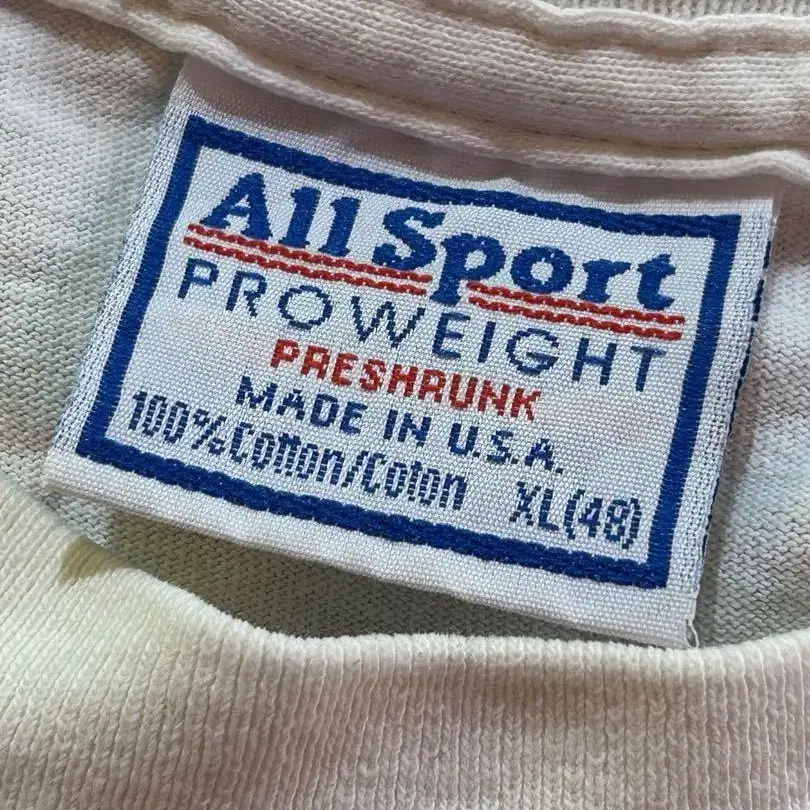 All Sport
PROWEIGHT
PRESHRUNK
MADE IN U.S.A.
100% Cotton/Coton XL(48)